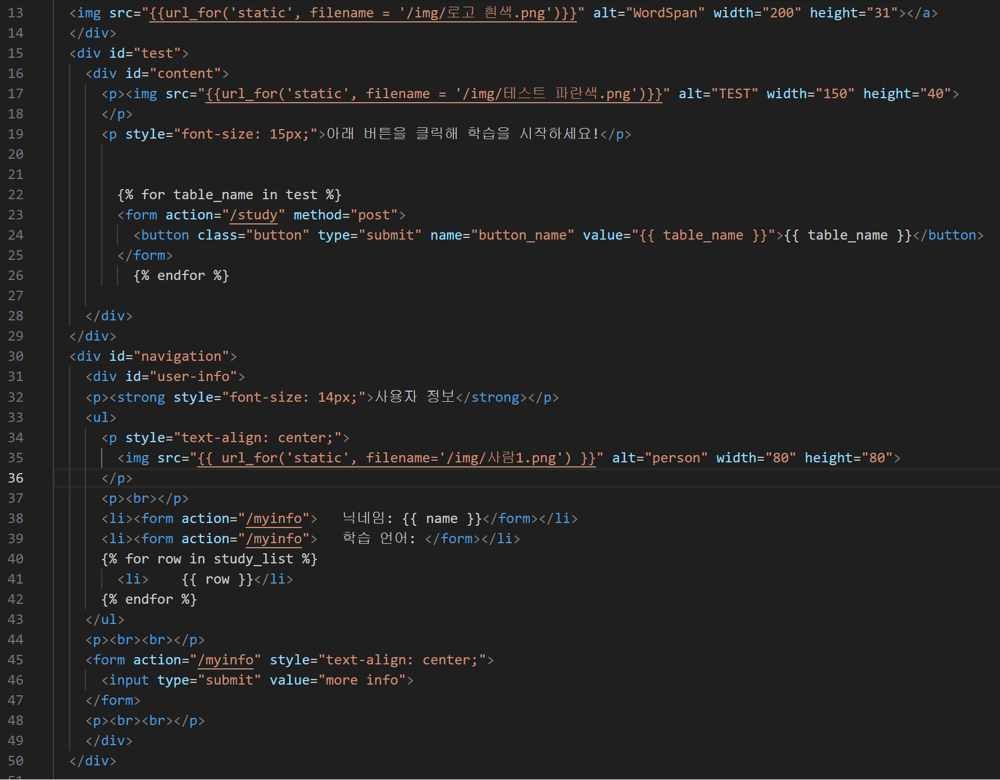 13 <img src="{{url_for('static', filename = '/img/로고 흰색.png')}}" alt="WordSpan" width="200" height="31"></a>
14 </div>
15 <div id="test">
16 <div id="content">
17 <p><img src="{{url_for('static', filename = '/img/테스트 파란색.png')}}" alt="TEST" width="150" height="40">
18 </p>
19 <p style="font-size: 15px;">아래 버튼을 클릭해 학습을 시작하세요!</p>
20
21
22 {% for table_name in test %}
23 <form action="/study" method="post">
24 <button class="button" type="submit" name="button_name" value="{{ table_name }}">{{ table_name }}</button>
25 </form>
26 {% endfor %}
27
28 </div>
29 </div>
30 <div id="navigation">
31 <div id="user-info">
32 <p><strong style="font-size: 14px;">사용자 정보</strong></p>
33 <ul>
34 <p style="text-align: center;">
35 <img src="{{ url_for('static', filename='/img/사람1.png') }}" alt="person" width="80" height="80">
36 </p>
37 <p><br></p>
38 <li><form action="/myinfo">   닉네임: {{ name }}</form></li>
39 <li><form action="/myinfo">   학습 언어: </form></li>
40 {% for row in study_list %}
41 <li>    {{ row }}</li>
42 {% endfor %}
43 </ul>
44 <p><br><br></p>
45 <form action="/myinfo" style="text-align: center;">
46 <input type="submit" value="more info">
47 </form>
48 <p><br><br></p>
49 </div>
50 </div>
51